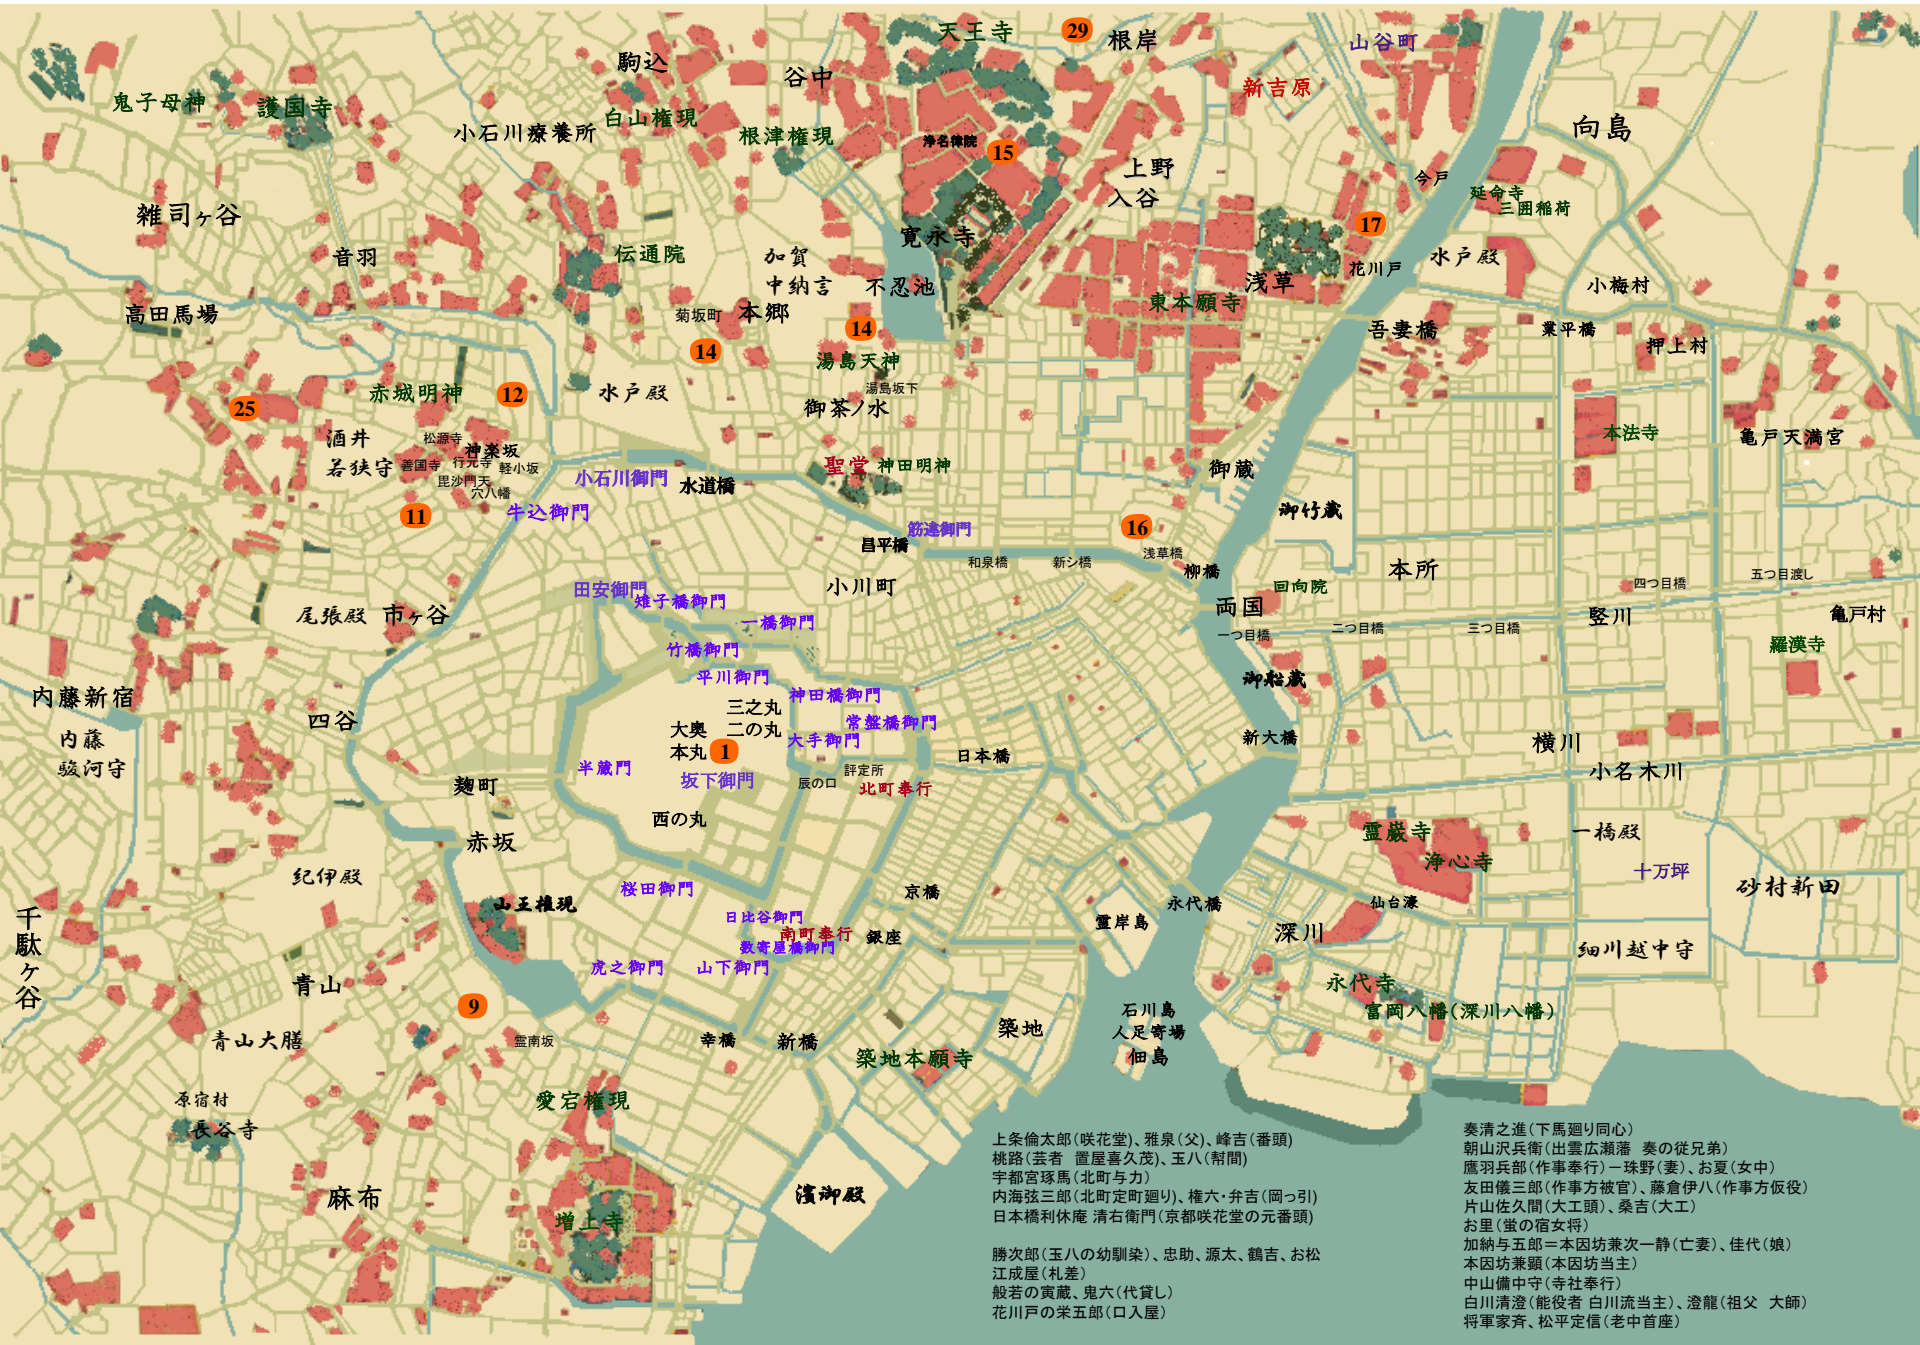 天王寺
29
根岸
山谷町
駒込
谷中
新吉原
鬼子母神
護国寺
白山権現
小石川療養所
根津権現
浄名律院
15
上野
入谷
向島
今戸
延命寺
三囲稲荷
雑司ヶ谷
音羽
伝通院
加賀
中納言
寛永寺
不忍池
17
花川戸
水戸殿
浅草
東本願寺
小梅村
高田馬場
菊坂町
本郷
14
14
湯島天神
湯島坂下
御茶ノ水
吾妻橋
業平橋
押上村
25
赤城明神
12
水戸殿
酒井
若狭守
松源寺
神楽坂
善国寺
行元寺
軽小坂
毘沙門天
穴八幡
11
牛込御門
小石川御門
水道橋
聖堂
神田明神
御蔵
本法寺
亀戸天満宮
御竹蔵
筋違御門
昌平橋
16
和泉橋
新シ橋
浅草橋
柳橋
本所
回向院
両国
一つ目橋
二つ目橋
三つ目橋
四つ目橋
五つ目渡し
竪川
亀戸村
羅漢寺
小川町
田安御門
雉子橋御門
一橋御門
竹橋御門
平川御門
神田橋御門
常盤橋御門
尾張殿
市ヶ谷
御船蔵
内藤新宿
内藤
駿河守
四谷
三之丸
大奥
二の丸
本丸
1
大手御門
半蔵門
坂下御門
辰の口
評定所
北町奉行
日本橋
新大橋
横川
小名木川
麹町
西の丸
赤坂
霊巌寺
浄心寺
一橋殿
十万坪
砂村新田
紀伊殿
山王権現
桜田御門
日比谷御門
南町奉行
数寄屋橋御門
京橋
銀座
霊岸島
永代橋
仙台濠
深川
細川越中守
千駄ヶ谷
青山
9
虎之御門
山下御門
永代寺
富岡八幡(深川八幡)
石川島
人足寄場
佃島
青山大膳
霊南坂
幸橋
新橋
築地
築地本願寺
原宿村
長谷寺
愛宕権現
麻布
増上寺
濱御殿
上条倫太郎(咲花堂)、雅泉(父)、峰吉(番頭)
桃路(芸者 置屋喜久茂)、玉八(幇間)
宇都宮琢馬(北町与力)
内海弦三郎(北町定町廻り)、権六・弁吉(岡っ引)
日本橋利休庵 清右衛門(京都咲花堂の元番頭)
勝次郎(玉八の幼馴染)、忠助、源太、鶴吉、お松
江成屋(札差)
般若の寅蔵、鬼六(代貸し)
花川戸の栄五郎(口入屋)
奏清之進(下馬廻り同心)
朝山沢兵衛(出雲広瀬藩 奏の従兄弟)
鷹羽兵部(作事奉行)－珠野(妻)、お夏(女中)
友田儀三郎(作事方被官)、藤倉伊八(作事方仮役)
片山佐久間(大工頭)、桑吉(大工)
お里(蛍の宿女将)
加納与五郎＝本因坊兼次－静(亡妻)、佳代(娘)
本因坊兼顕(本因坊当主)
中山備中守(寺社奉行)
白川清澄(能役者 白川流当主)、澄龍(祖父 大師)
将軍家斉、松平定信(老中首座)